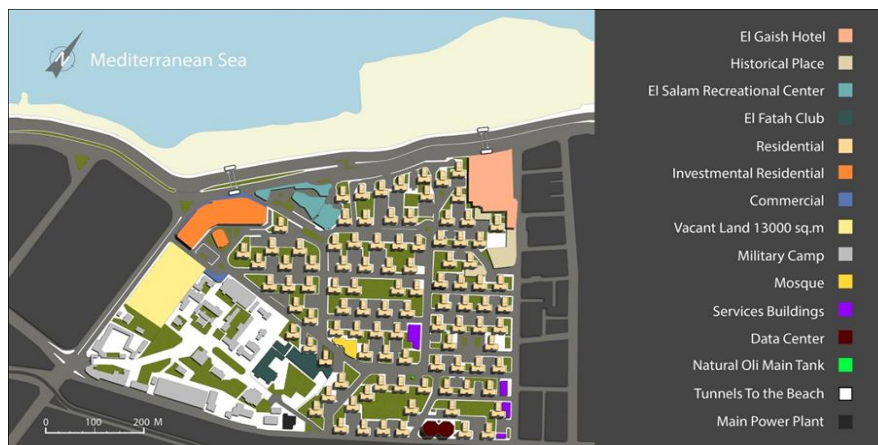 N
Mediterranean Sea
El Gaish Hotel
Historical Place
El Salam Recreational Center
El Fatah Club
Residential
Investmental Residential
Commercial
Vacant Land 13000 sq.m
Military Camp
Mosque
Services Buildings
Data Center
Natural Oli Main Tank
Tunnels To the Beach
Main Power Plant
0 100 200 M